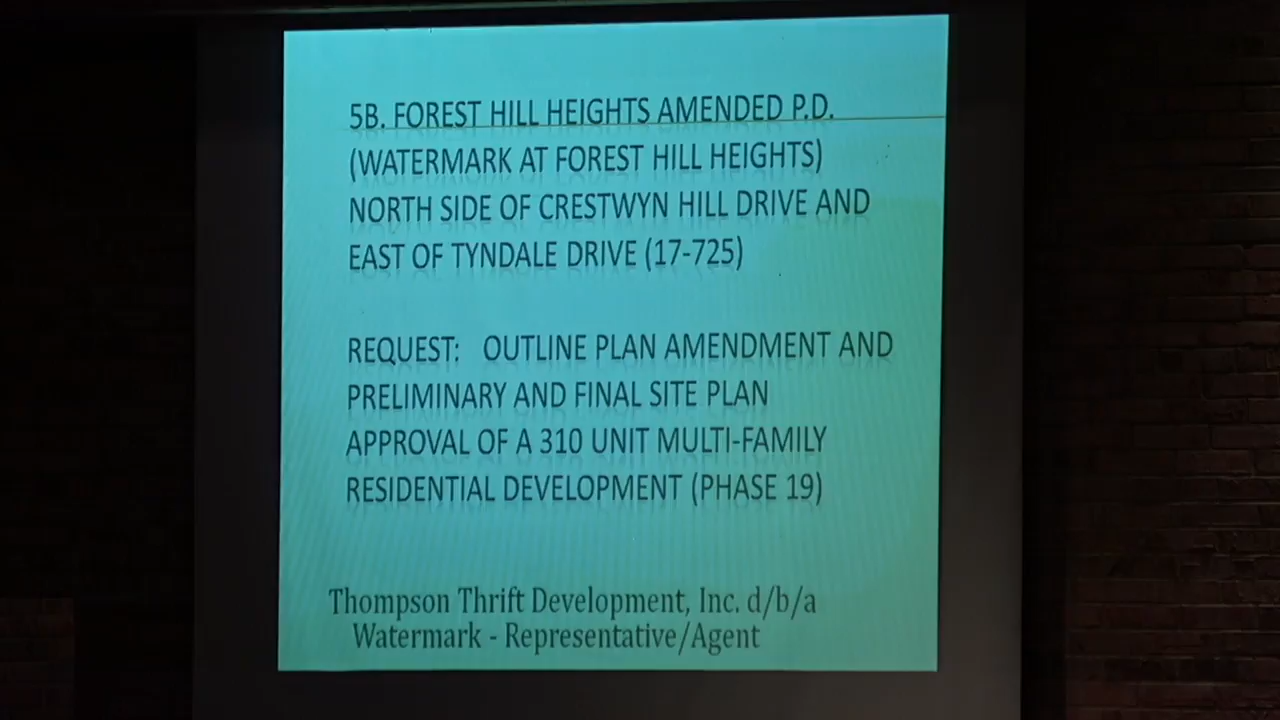 5B. FOREST HILL HEIGHTS AMENDED P.D.
(WATERMARK AT FOREST HILL HEIGHTS)
NORTH SIDE OF CRESTWYN HILL DRIVE AND
EAST OF TYNDALE DRIVE (17-725)
REQUEST: OUTLINE PLAN AMENDMENT AND
PRELIMINARY AND FINAL SITE PLAN
APPROVAL OF A 310 UNIT MULTI-FAMILY
RESIDENTIAL DEVELOPMENT (PHASE 19)
Thompson Thrift Development, Inc. d/b/a
Watermark - Representative/Agent